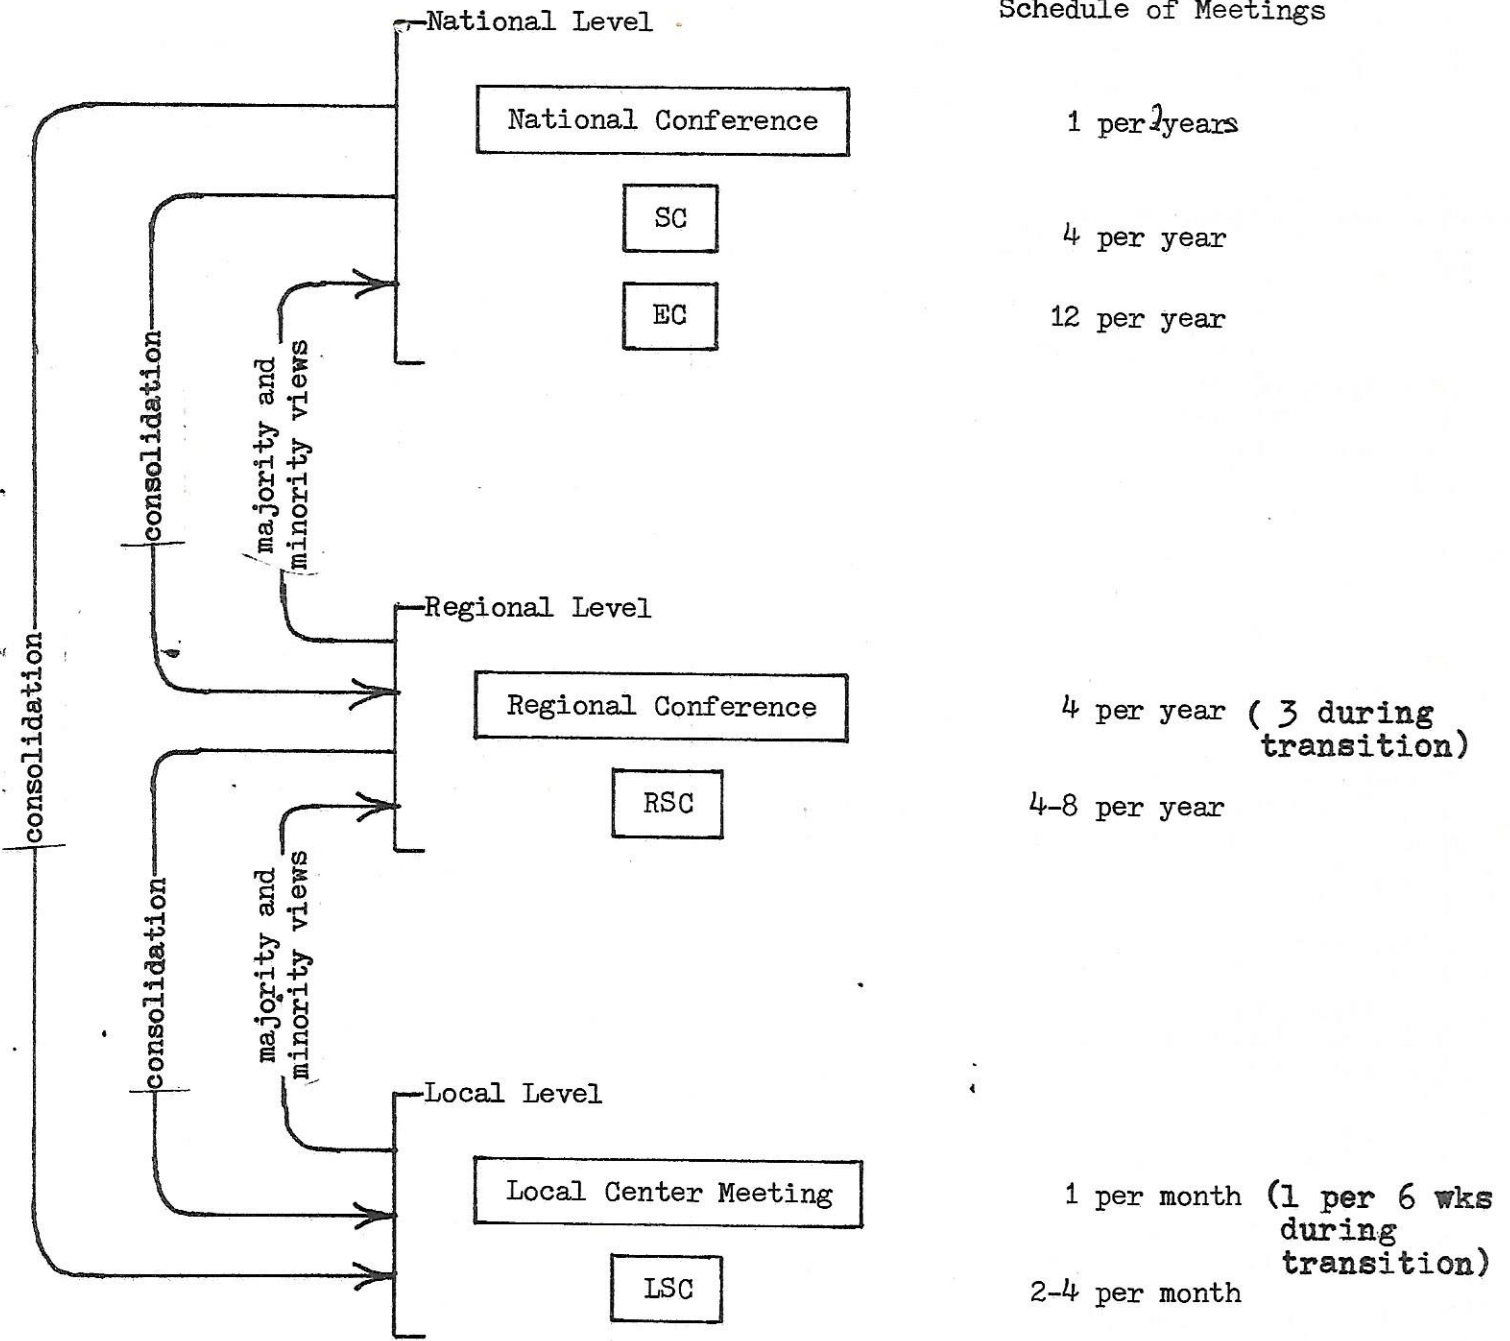 National Level
Schedule of Meetings
National Conference
1 per 2 years
SC
4 per year
EC
12 per year
consolidation
majority and
minority views
consolidation
Regional Level
Regional Conference
4 per year ( 3 during
transition)
RSC
4-8 per year
consolidation
majority and
minority views
Local Level
Local Center Meeting
1 per month (1 per 6 wks
during
transition)
LSC
2-4 per month